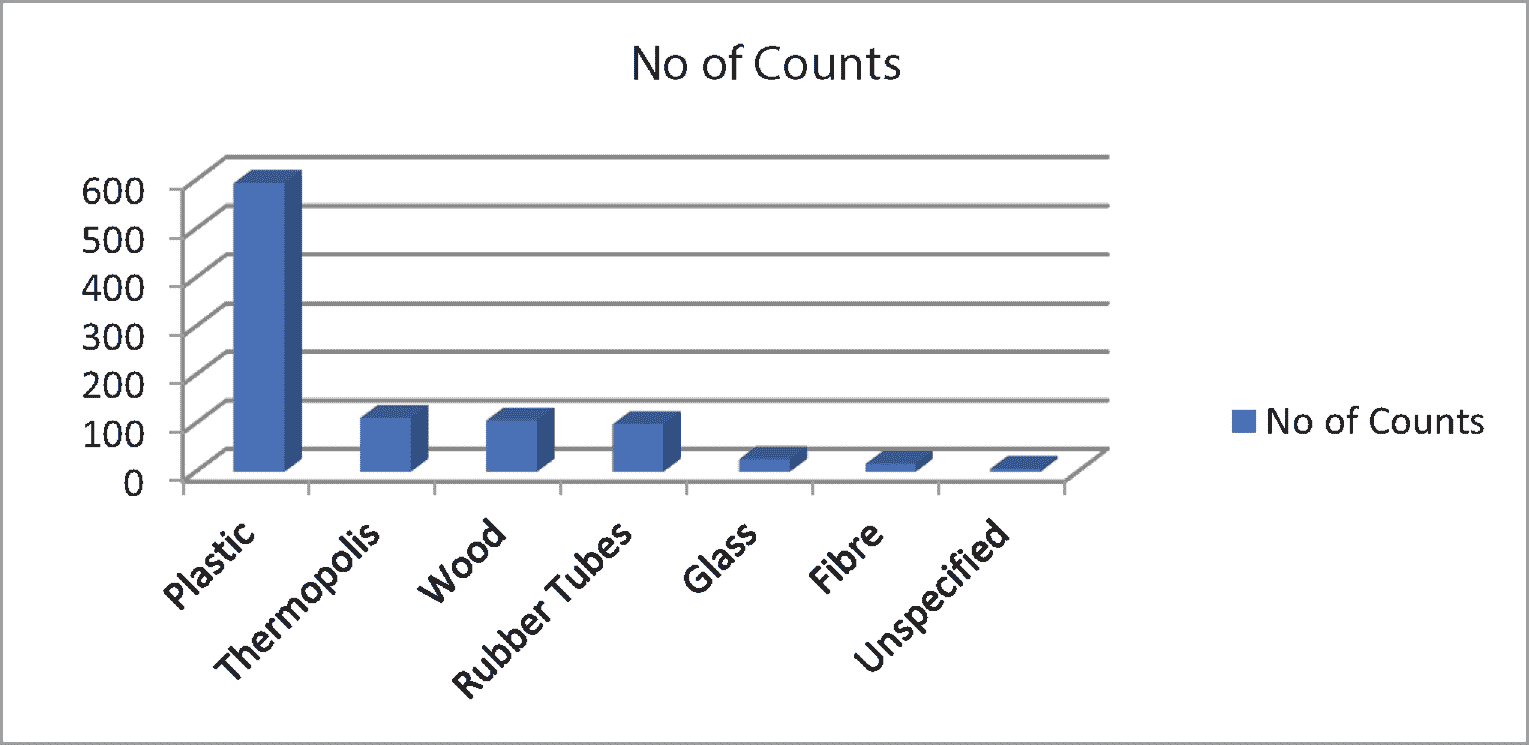 No of Counts
600
500
400
300
200
100
0
Plastic
Thermopolis
Wood
Rubber Tubes
Glass
Fibre
Unspecified
No of Counts